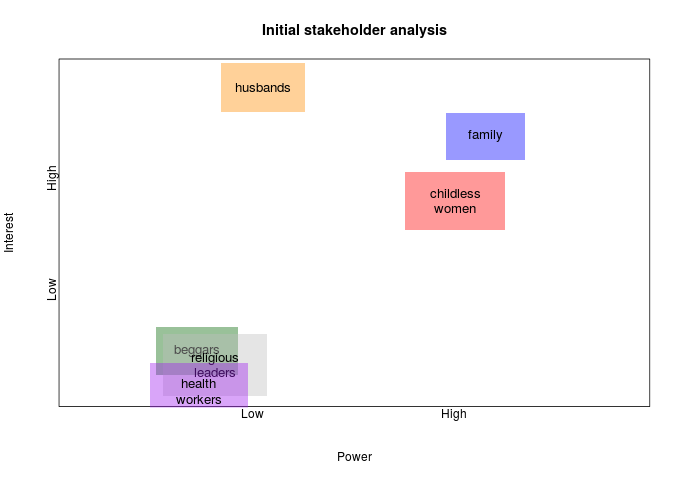 Initial stakeholder analysis
husbands
family
childless
women
High
Interest
Low
beggars
religious
leaders
health
workers
Low
High
Power